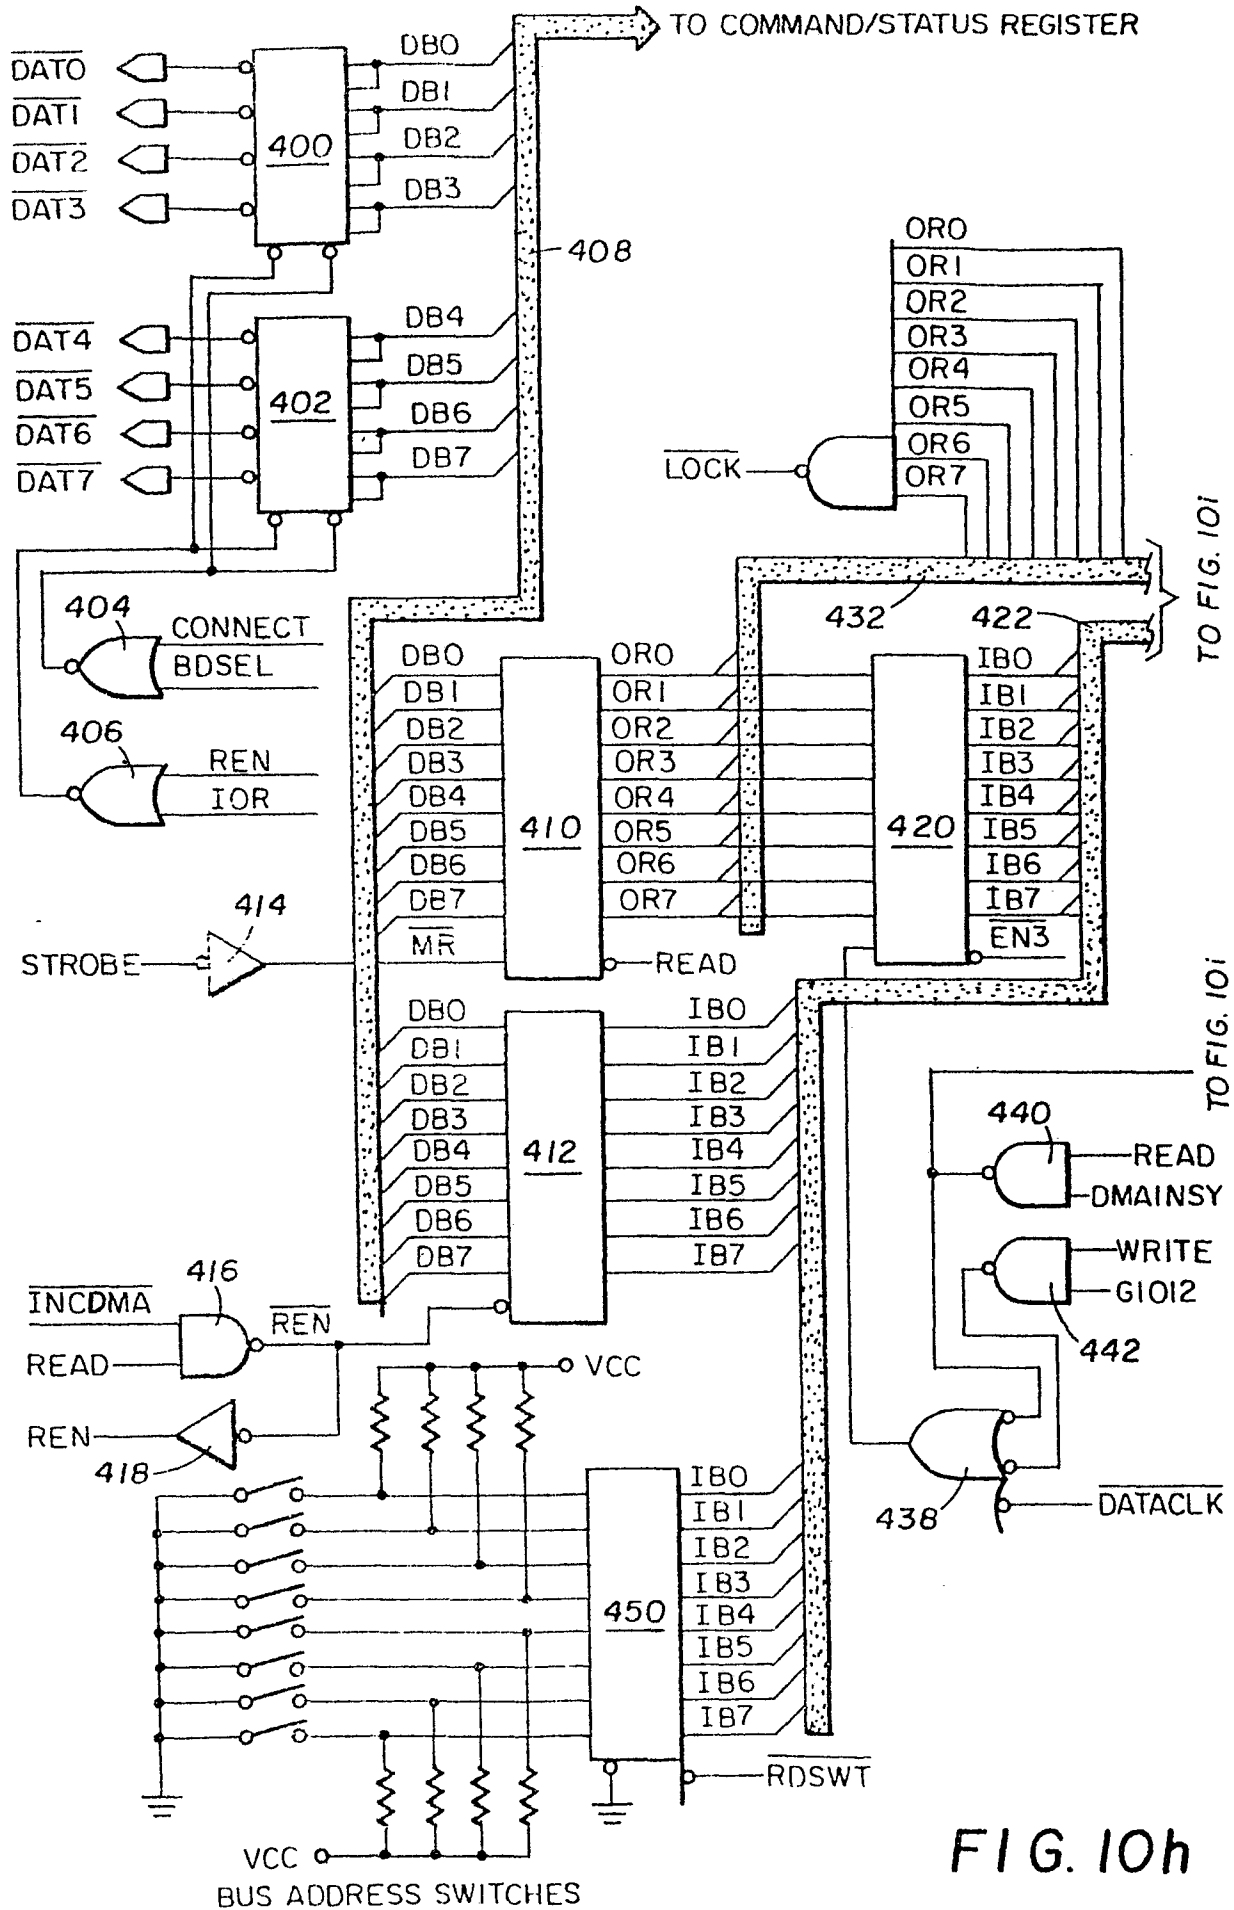 TO COMMAND/STATUS REGISTER
DAT0
DAT1
DAT2
DAT3
400
DB0
DB1
DB2
DB3
408
DAT4
DAT5
DAT6
DAT7
402
DB4
DB5
DB6
DB7
OR0
OR1
OR2
OR3
OR4
OR5
OR6
OR7
LOCK
TO FIG. 10i
432
422
404
CONNECT
BDSEL
406
REN
IOR
DB0
DB1
DB2
DB3
DB4
DB5
DB6
DB7
MR
410
OR0
OR1
OR2
OR3
OR4
OR5
OR6
OR7
READ
420
IB0
IB1
IB2
IB3
IB4
IB5
IB6
IB7
EN3
414
STROBE
DB0
DB1
DB2
DB3
DB4
DB5
DB6
DB7
412
IB0
IB1
IB2
IB3
IB4
IB5
IB6
IB7
TO FIG. 10i
440
READ
DMAINSY
WRITE
G1012
442
416
INCDMA
READ
REN
VCC
REN
418
438
DATACLK
450
IB0
IB1
IB2
IB3
IB4
IB5
IB6
IB7
RDSWT
VCC
BUS ADDRESS SWITCHES
FIG. 10h